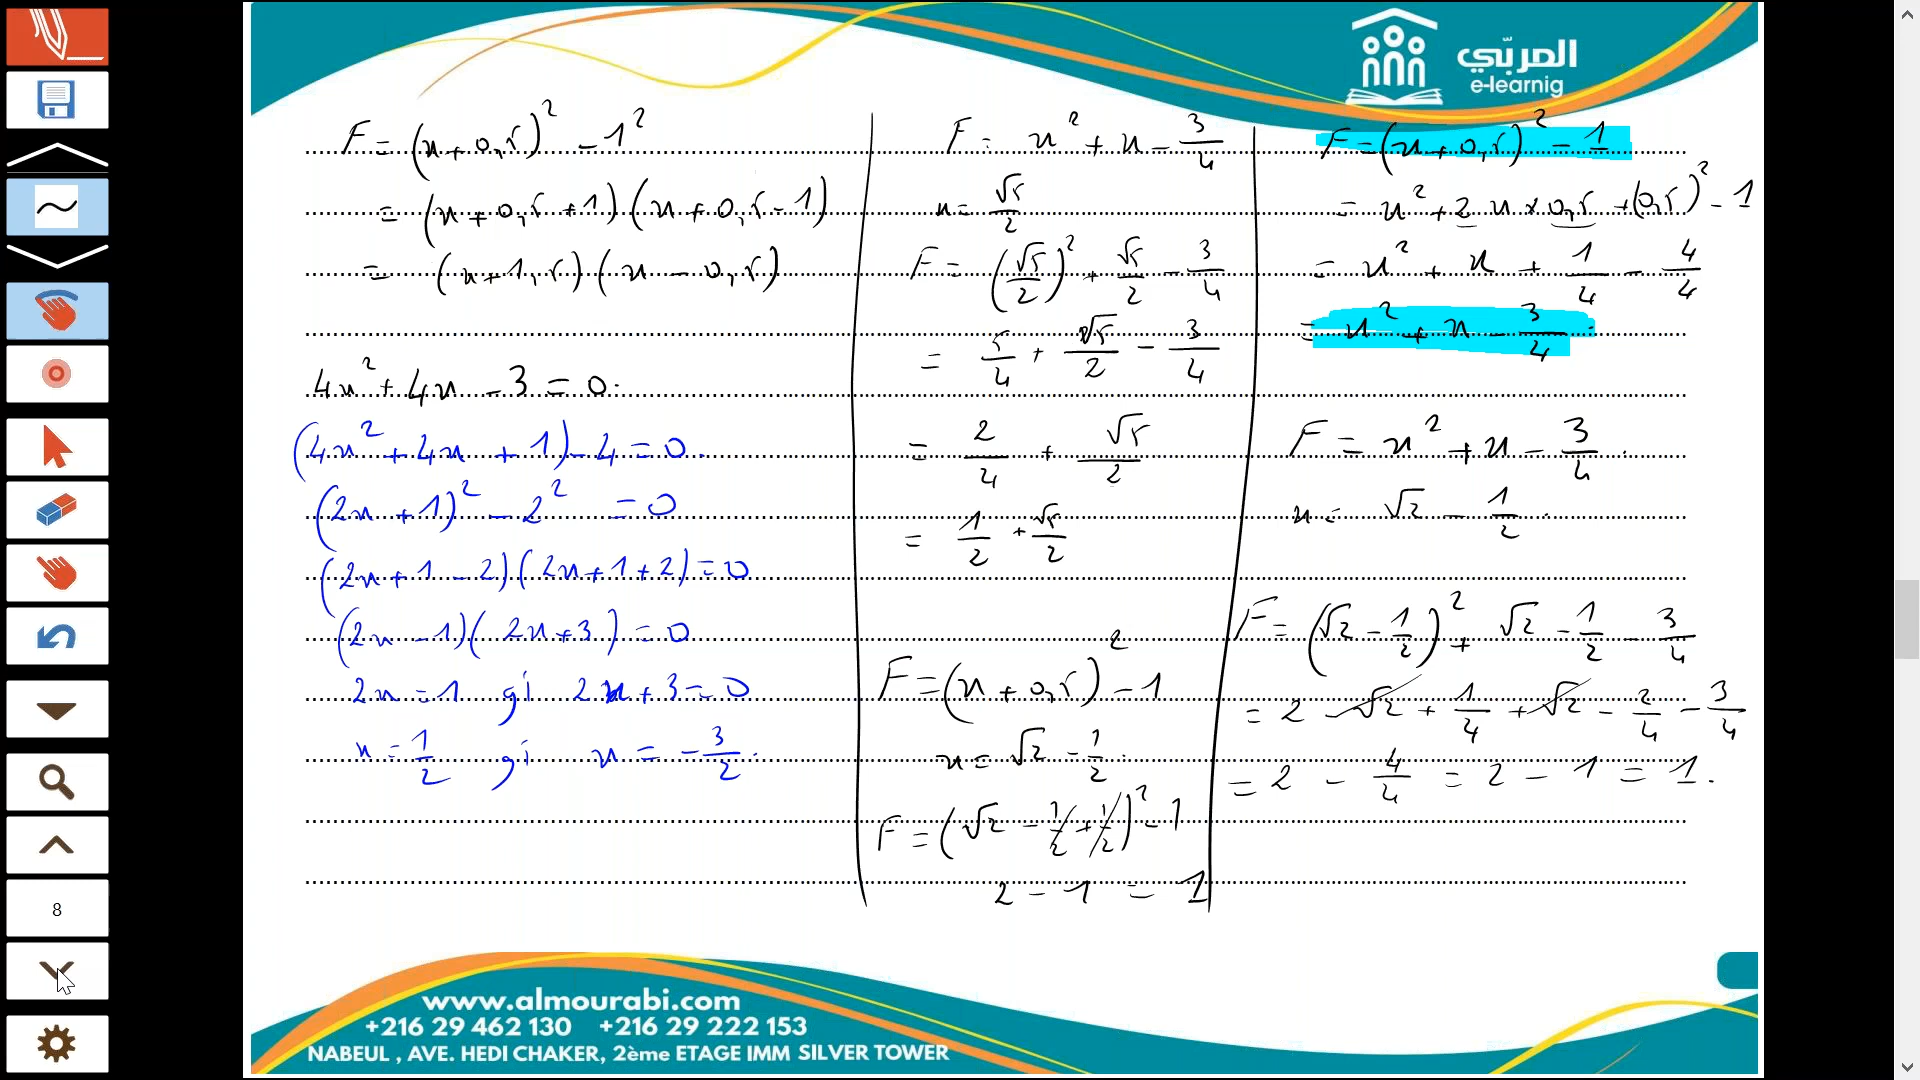 المربّي
e-learnig
F = (x+0,5)² - 1²
= (x+0,5+1)(x+0,5-1)
= (x+1,5)(x-0,5)
4x² + 4x - 3 = 0.
(4x² + 4x + 1) - 4 = 0.
(2x + 1)² - 2² = 0
(2x + 1 - 2)(2x + 1 + 2) = 0
(2x - 1)(2x + 3) = 0
2x = 1 أو 2x + 3 = 0
x = 1/2 أو x = -3/2.
F = x² + x - 3/4
x = √5/2
F = (√5/2)² + √5/2 - 3/4
= 5/4 + √5/2 - 3/4
= 2/4 + √5/2
= 1/2 + √5/2
F = (x+0,5)² - 1
x = √2 - 1/2.
F = (√2 - 1/2 + 1/2)² - 1
2 - 1 = 1
F = (x+0,5)² - 1
= x² + 2x×0,5 + (0,5)² - 1
= x² + x + 1/4 - 4/4
= x² + x - 3/4.
F = x² + x - 3/4.
x = √2 - 1/2.
F = (√2 - 1/2)² + √2 - 1/2 - 3/4
= 2 - √2 + 1/4 + √2 - 2/4 - 3/4
= 2 - 4/4 = 2 - 1 = 1.
8
www.almourabi.com
+216 29 462 130 +216 29 222 153
NABEUL , AVE. HEDI CHAKER, 2ème ETAGE IMM SILVER TOWER